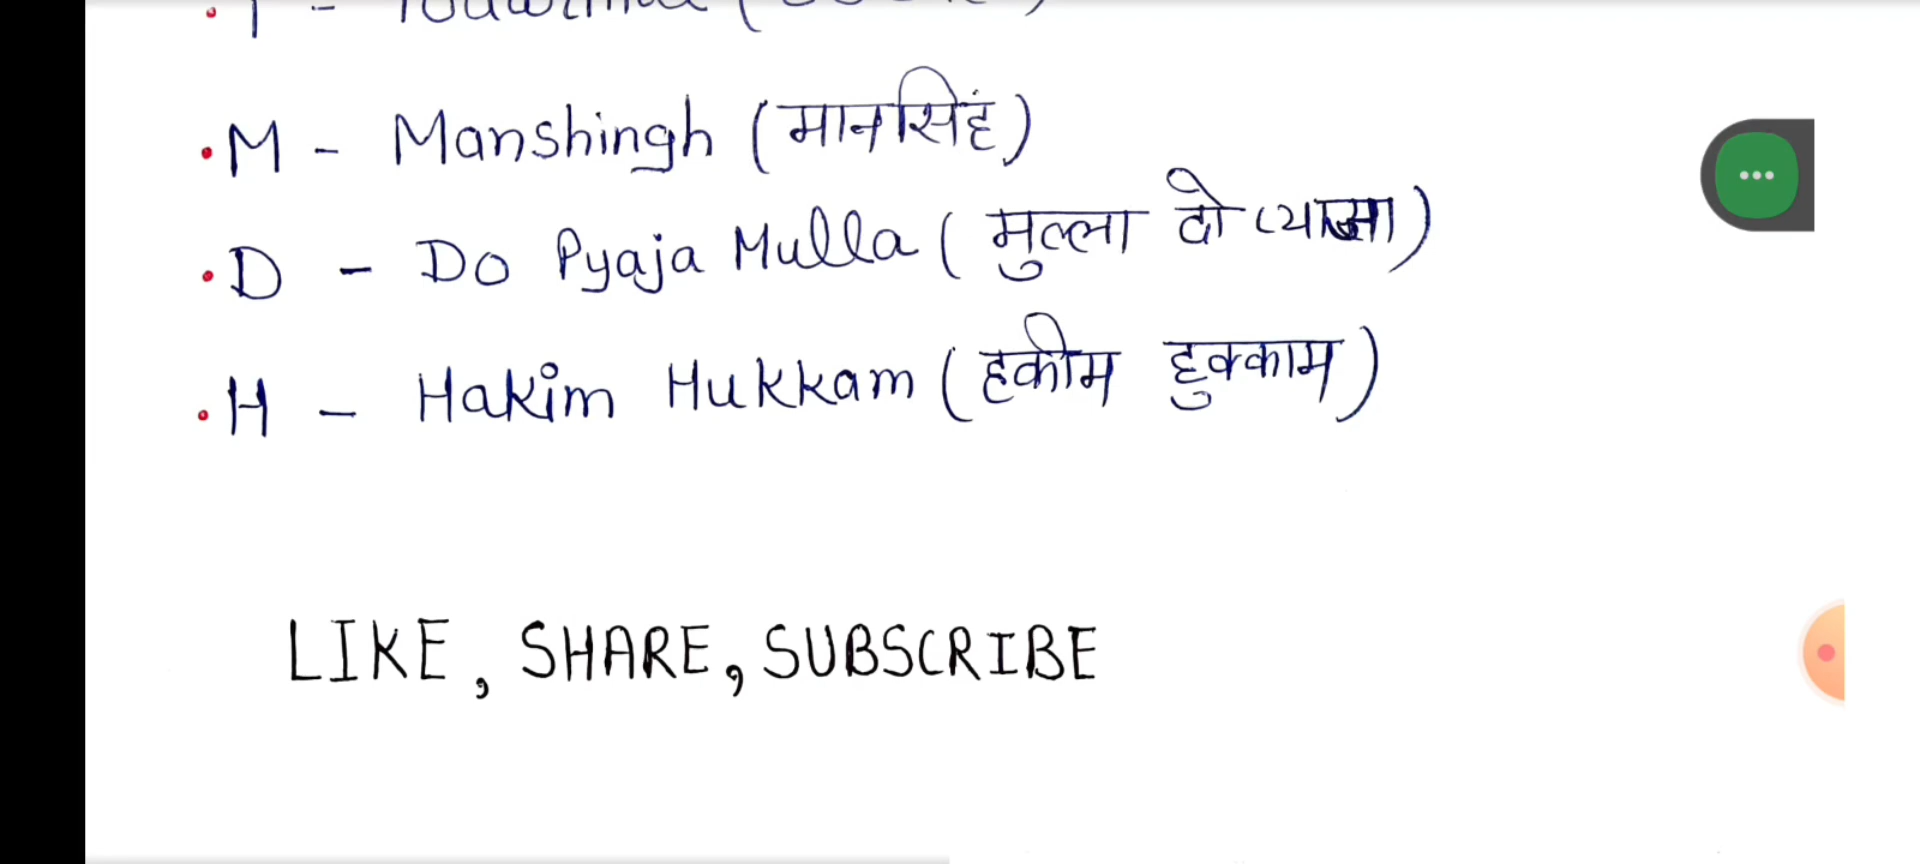 .M - Manshingh (मानसिंह)
.D - Do Pyaja Mulla (मुल्ला दो प्याजा)
.H - Hakim Hukkam (हकीम हुक्काम)
LIKE, SHARE, SUBSCRIBE